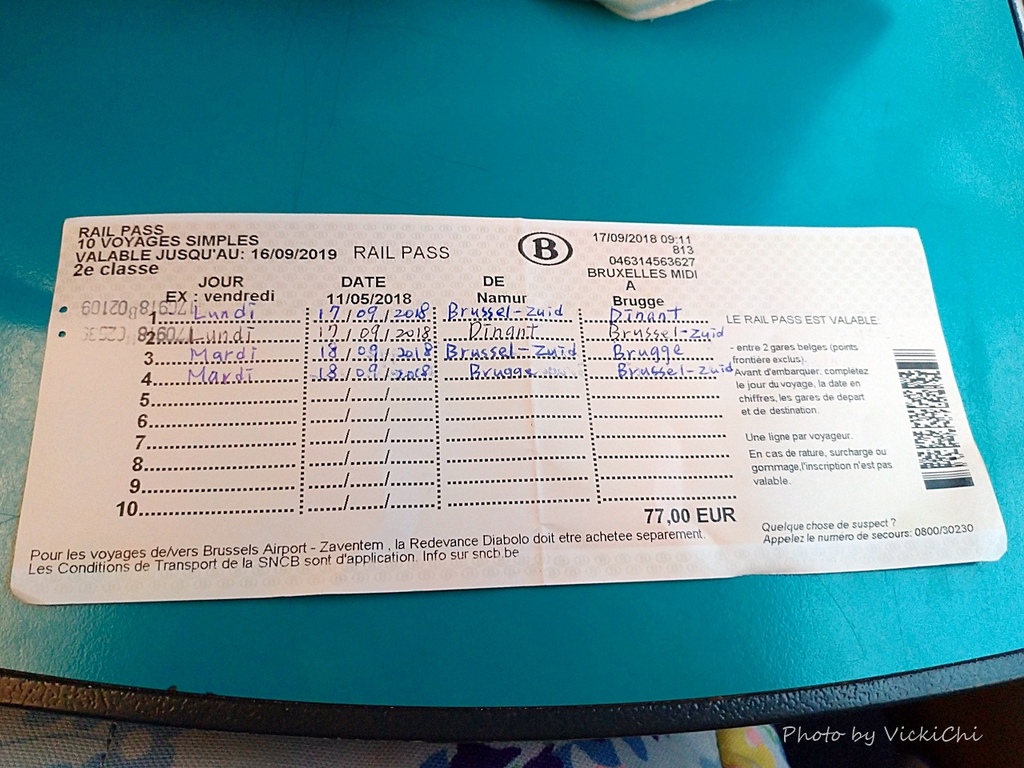 RAIL PASS
10 VOYAGES SIMPLES
VALABLE JUSQU'AU: 16/09/2019 RAIL PASS
2e classe
B
17/09/2018 09:11
813
046314563627
BRUXELLES MIDI
JOUR DATE DE A
EX : vendredi 11/05/2018 Namur Brugge
1. Lundi 17/09/2018 Brussel-Zuid Dinant
2 Lundi 17/09/2018 Dinant Brussel-Zuid
3 Mardi 18/09/2018 Brussel-Zuid Brugge
4 Mardi 18/09/2018 Brugge Brussel-Zuid
5 ...../...../.....
6 ...../...../.....
7 ...../...../.....
8 ...../...../.....
9 ...../...../.....
10 ...../...../.....
77,00 EUR
LE RAIL PASS EST VALABLE:
- entre 2 gares belges (points
frontière exclus).
Avant d'embarquer, complétez
le jour du voyage, la date en
chiffres, les gares de depart
et de destination.
Une ligne par voyageur.
En cas de rature, surcharge ou
gommage,l'inscription n'est pas
valable.
Quelque chose de suspect ?
Appelez le numéro de secours: 0800/30230
Pour les voyages de/vers Brussels Airport - Zaventem , la Redevance Diabolo doit etre achetee separement.
Les Conditions de Transport de la SNCB sont d'application. Info sur sncb.be
Photo by VickiChi